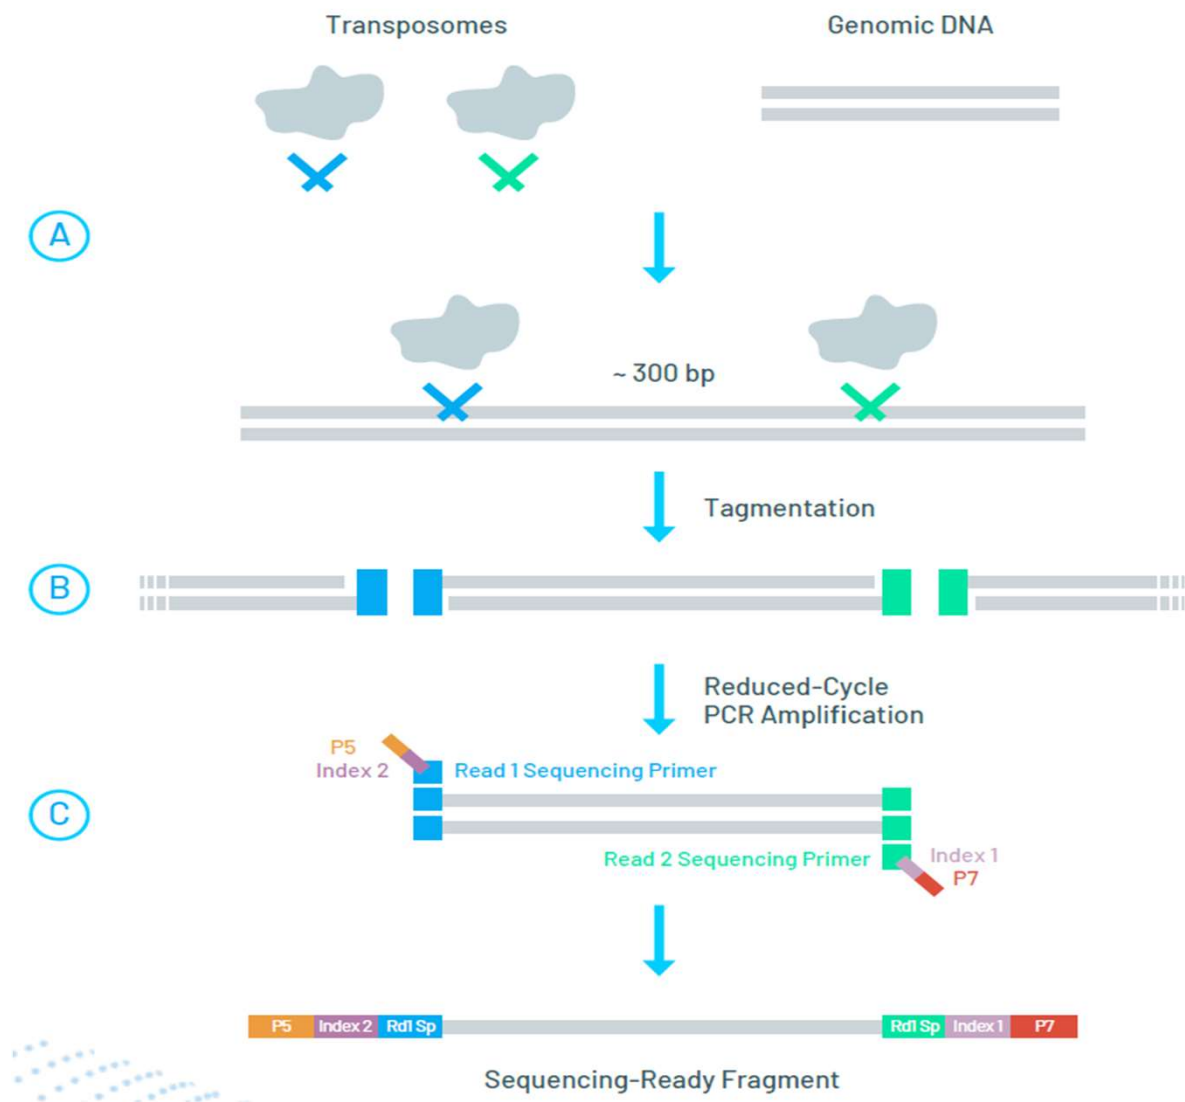 Transposomes
Genomic DNA
A
~ 300 bp
Tagmentation
B
Reduced-Cycle
PCR Amplification
P5
Index 2
Read 1 Sequencing Primer
C
Read 2 Sequencing Primer
Index 1
P7
P5 Index 2 Rd1 Sp Rd1 Sp Index 1 P7
Sequencing-Ready Fragment